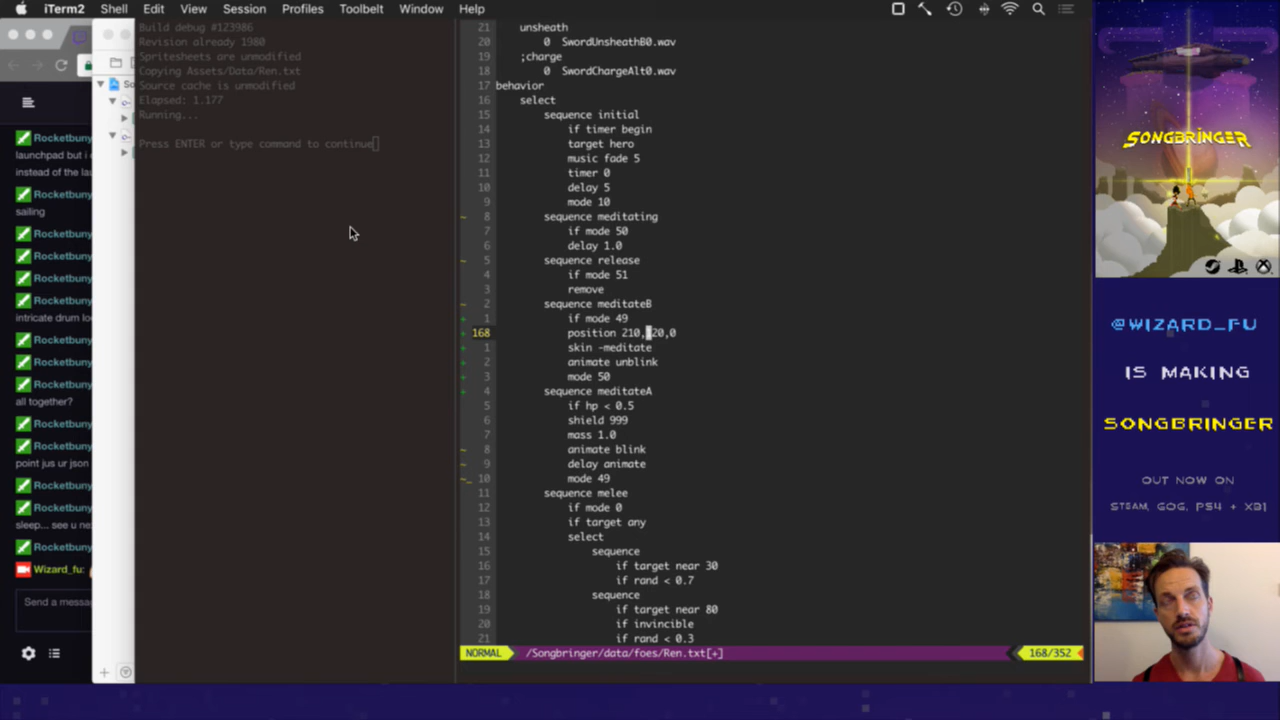 iTerm2 Shell Edit View Session Profiles Toolbelt Window Help
Build debug #123986
Revision already 1980
Spritesheets are unmodified
Copying Assets/Data/Ren.txt
Source cache is unmodified
Elapsed: 1.177
Running...
Press ENTER or type command to continue
So
Rocketbuny
launchpad but i
instead of the la
Rocketbuny
sailing
Rocketbuny
Rocketbuny
Rocketbuny
Rocketbuny
intricate drum lo
Rocketbuny
Rocketbuny
Rocketbuny
all together?
Rocketbuny
Rocketbuny
point jus ur json
Rocketbuny
Rocketbuny
sleep... see u ne
Rocketbuny
Wizard_fu:
Send a messa
21 unsheath
20 0 SwordUnsheathB0.wav
19 ;charge
18 0 SwordChargeAlt0.wav
17 behavior
16 select
15 sequence initial
14 if timer begin
13 target hero
12 music fade 5
11 timer 0
10 delay 5
9 mode 10
8 sequence meditating
7 if mode 50
6 delay 1.0
5 sequence release
4 if mode 51
3 remove
2 sequence meditateB
1 if mode 49
168 position 210, 20,0
1 skin -meditate
2 animate unblink
3 mode 50
4 sequence meditateA
5 if hp < 0.5
6 shield 999
7 mass 1.0
8 animate blink
9 delay animate
10 mode 49
11 sequence melee
12 if mode 0
13 if target any
14 select
15 sequence
16 if target near 30
17 if rand < 0.7
18 sequence
19 if target near 80
20 if invincible
21 if rand < 0.3
NORMAL /Songbringer/data/foes/Ren.txt[+] 168/352
SONGBRINGER
@WIZARD_FU
IS MAKING
SONGBRINGER
OUT NOW ON
STEAM, GOG, PS4 + XB1